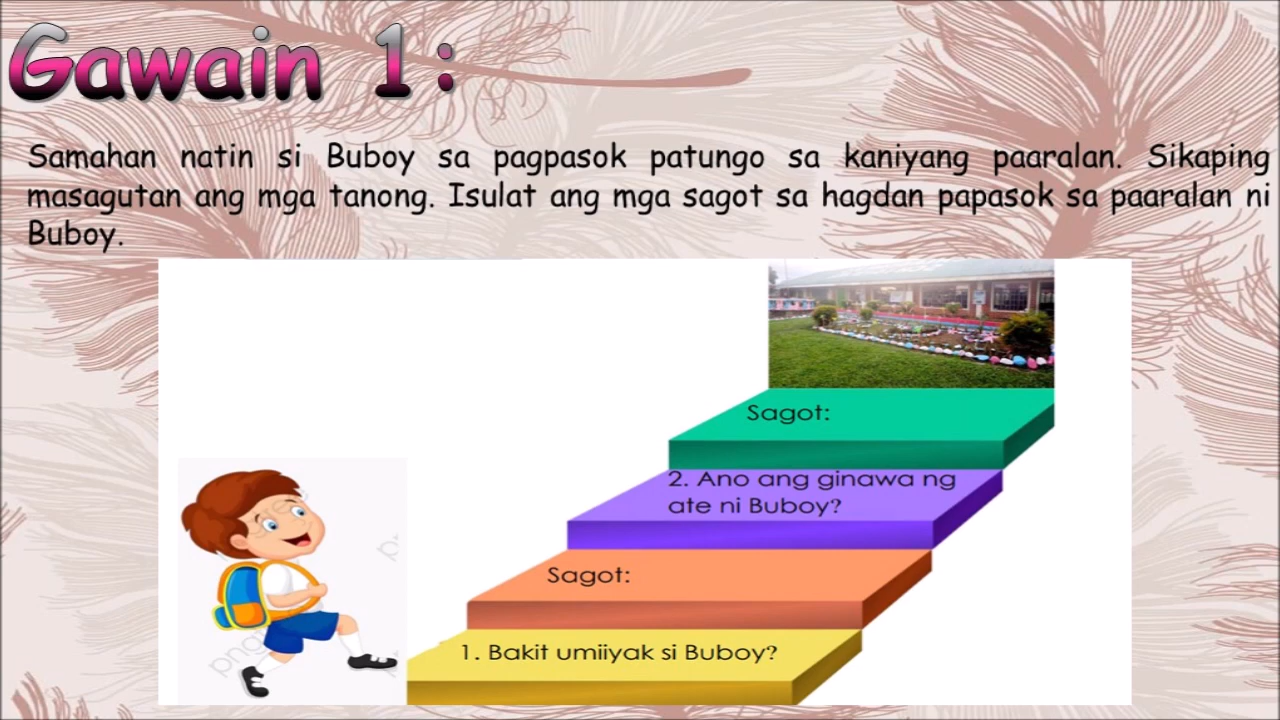 Gawain 1:
Samahan natin si Buboy sa pagpasok patungo sa kaniyang paaralan. Sikaping
masagutan ang mga tanong. Isulat ang mga sagot sa hagdan papasok sa paaralan ni
Buboy.
Sagot:
2. Ano ang ginawa ng
ate ni Buboy?
Sagot:
1. Bakit umiiyak si Buboy?